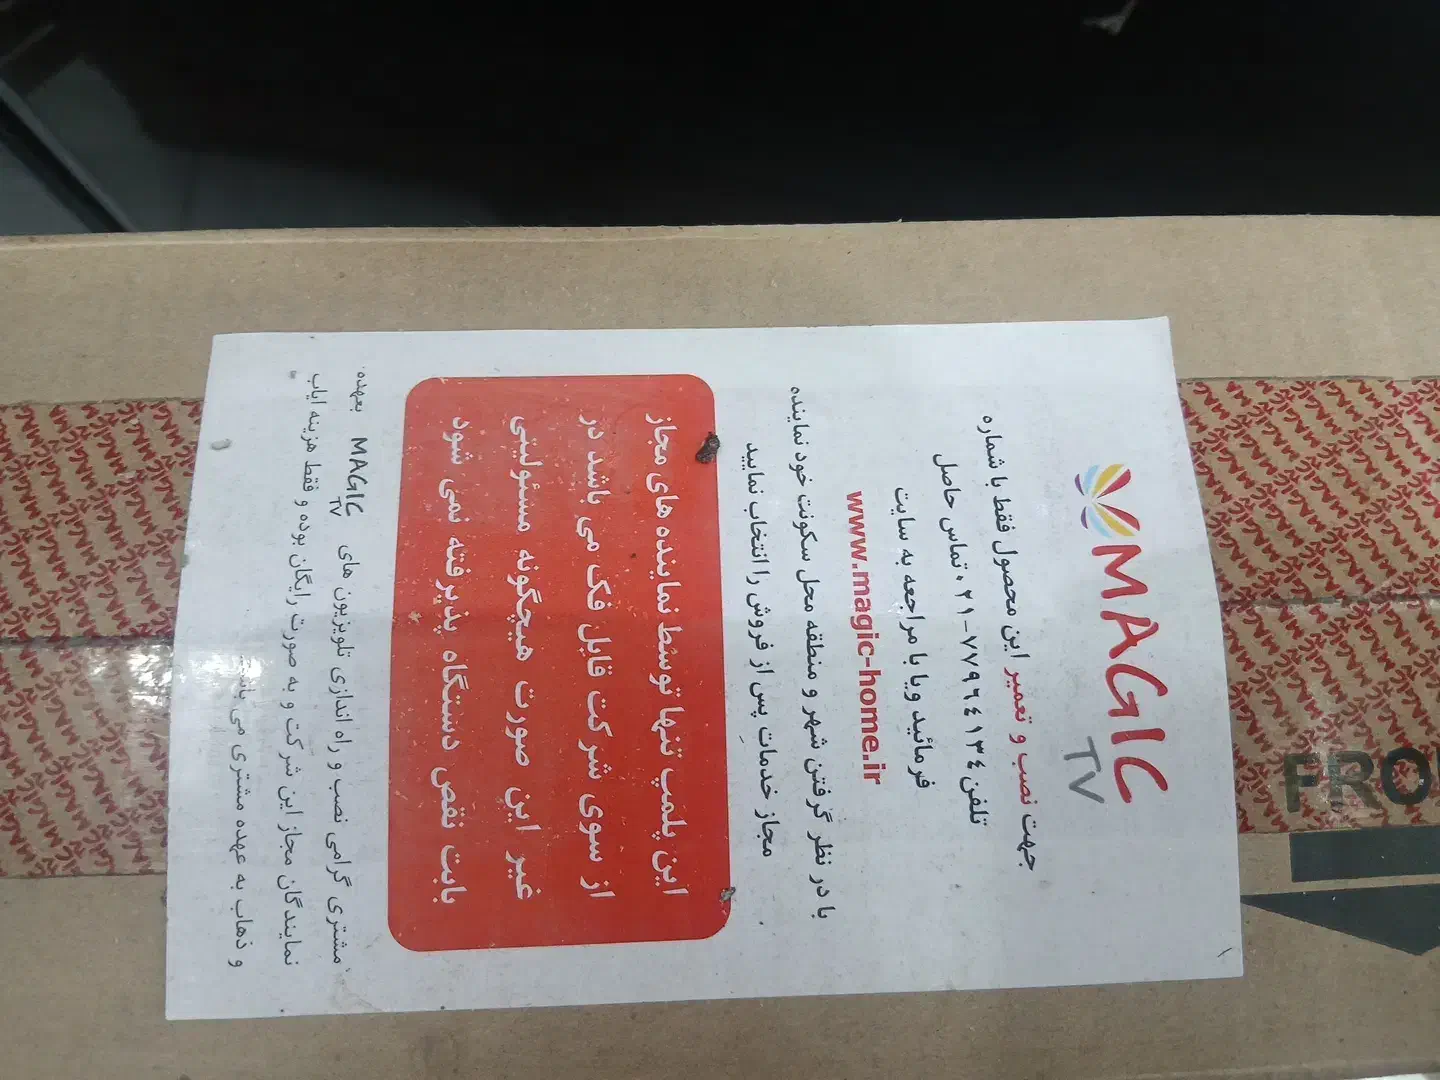 MAGIC
TV
جهت نصب و تعمیر این محصول فقط با شماره
تلفن ۷۷۹۶۴۱۳۴-۰۲۱ تماس حاصل
فرمائید ویا با مراجعه به سایت
www.magic-home.ir
با در نظر گرفتن شهر و منطقه محل سکونت خود نماینده
مجاز خدمات پس از فروش را انتخاب نمایید
این پلمپ تنها توسط نماینده های مجاز
از سوی شرکت قابل فک می باشد در
غیر این صورت هیچگونه مسئولیتی
بابت نقص دستگاه پذیرفته نمی شود
مشتری گرامی نصب و راه اندازی تلویزیون های MAGIC TV بعهده
نمایندگان مجاز این شرکت و به صورت رایگان بوده و فقط هزینه ایاب
و ذهاب به عهده مشتری می باشد